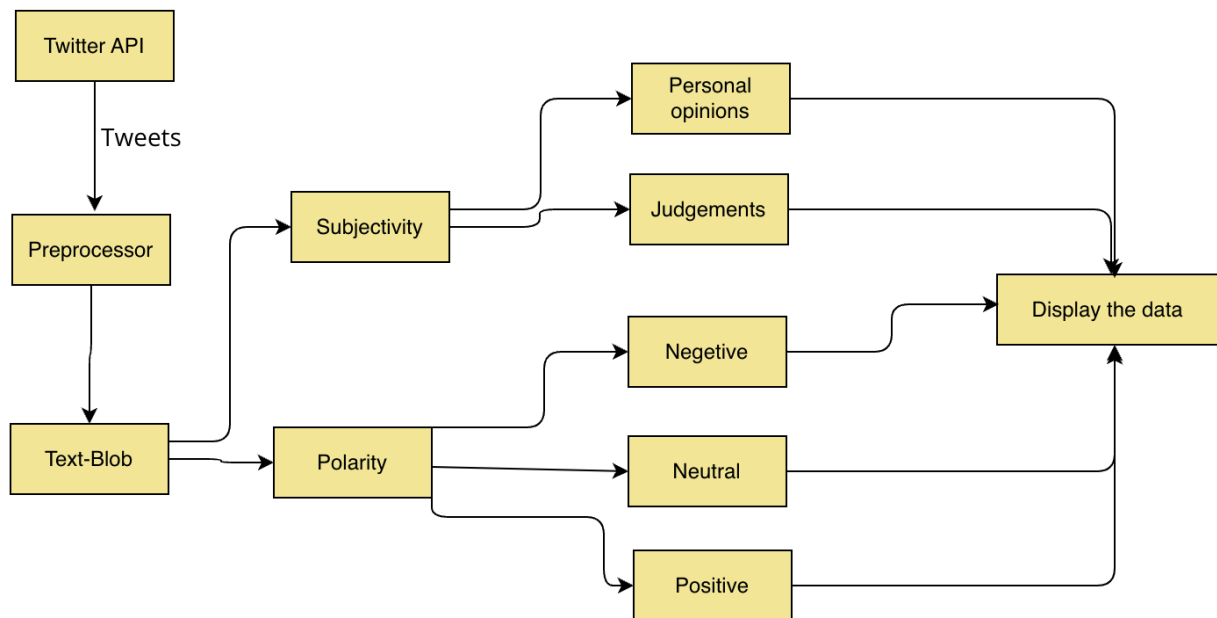 Twitter API
Tweets
Preprocessor
Text-Blob
Subjectivity
Polarity
Personal
opinions
Judgements
Negetive
Neutral
Positive
Display the data